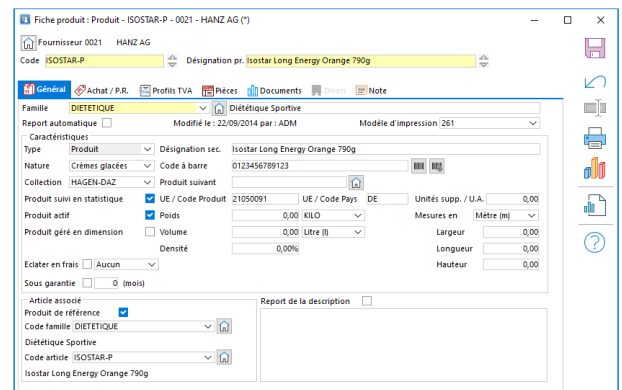 Fiche produit : Produit - ISOSTAR-P - 0021 - HANZ AG (*)
Fournisseur 0021 HANZ AG
Code ISOSTAR-P Désignation pr. Isostar Long Energy Orange 790g
Général Achat / P.R. Profils TVA Pièces Documents Divers Note
Famille DIETETIQUE Diététique Sportive
Report automatique Modifié le : 22/09/2014 par : ADM Modèle d'impression 261
Caractéristiques
Type Produit Désignation sec. Isostar Long Energy Orange 790g
Nature Crèmes glacées Code à barre 0123456789123
Collection HAGEN-DAZ Produit suivant
Produit suivi en statistique UE / Code Produit 21050091 UE / Code Pays DE Unités supp. / U.A. 0,00
Produit actif Poids 0,00 KILO Mesures en Mètre (m)
Produit géré en dimension Volume 0,00 Litre (l) Largeur 0,00
Densité 0,00% Longueur 0,00
Eclater en frais Aucun Hauteur 0,00
Sous garantie 0 (mois)
Article associé Report de la description
Produit de référence
Code famille DIETETIQUE
Diététique Sportive
Code article ISOSTAR-P
Isostar Long Energy Orange 790g